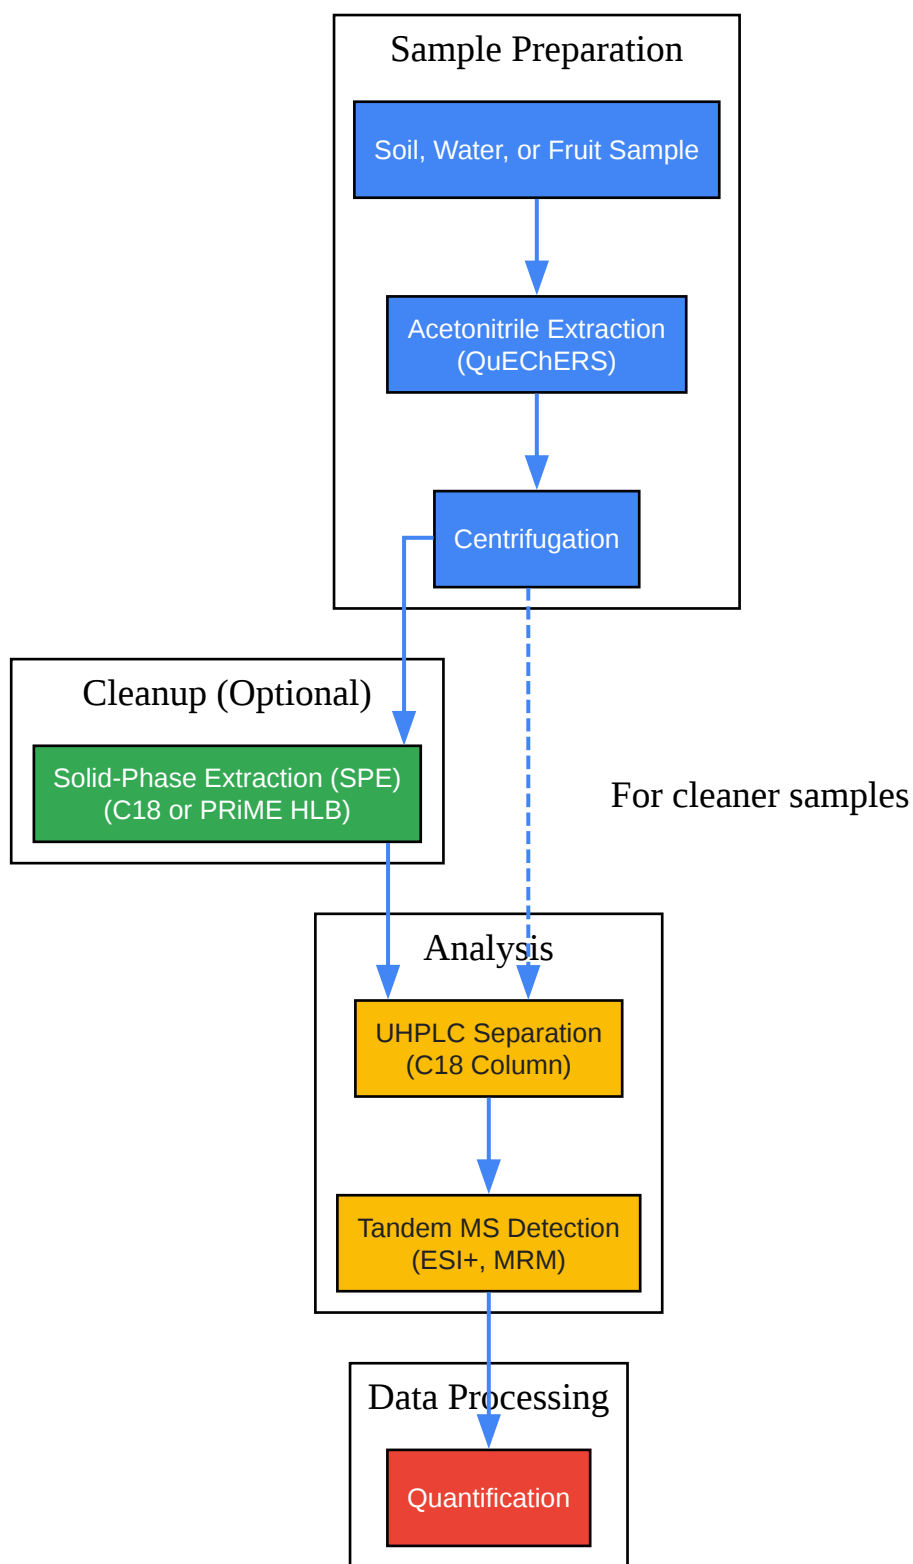 Sample Preparation
Soil, Water, or Fruit Sample
Acetonitrile Extraction
(QuEChERS)
Centrifugation
Cleanup (Optional)
Solid-Phase Extraction (SPE)
(C18 or PRiME HLB)
For cleaner samples
Analysis
UHPLC Separation
(C18 Column)
Tandem MS Detection
(ESI+, MRM)
Data Processing
Quantification